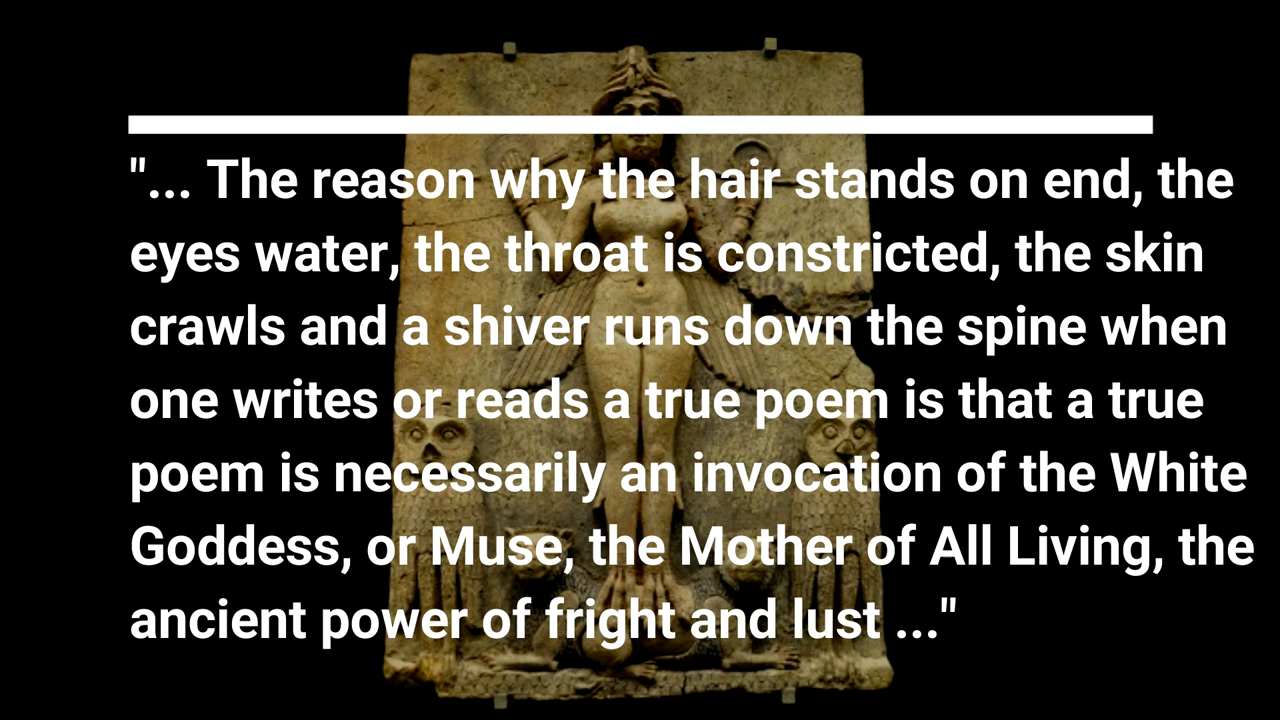 "... The reason why the hair stands on end, the
eyes water, the throat is constricted, the skin
crawls and a shiver runs down the spine when
one writes or reads a true poem is that a true
poem is necessarily an invocation of the White
Goddess, or Muse, the Mother of All Living, the
ancient power of fright and lust ..."